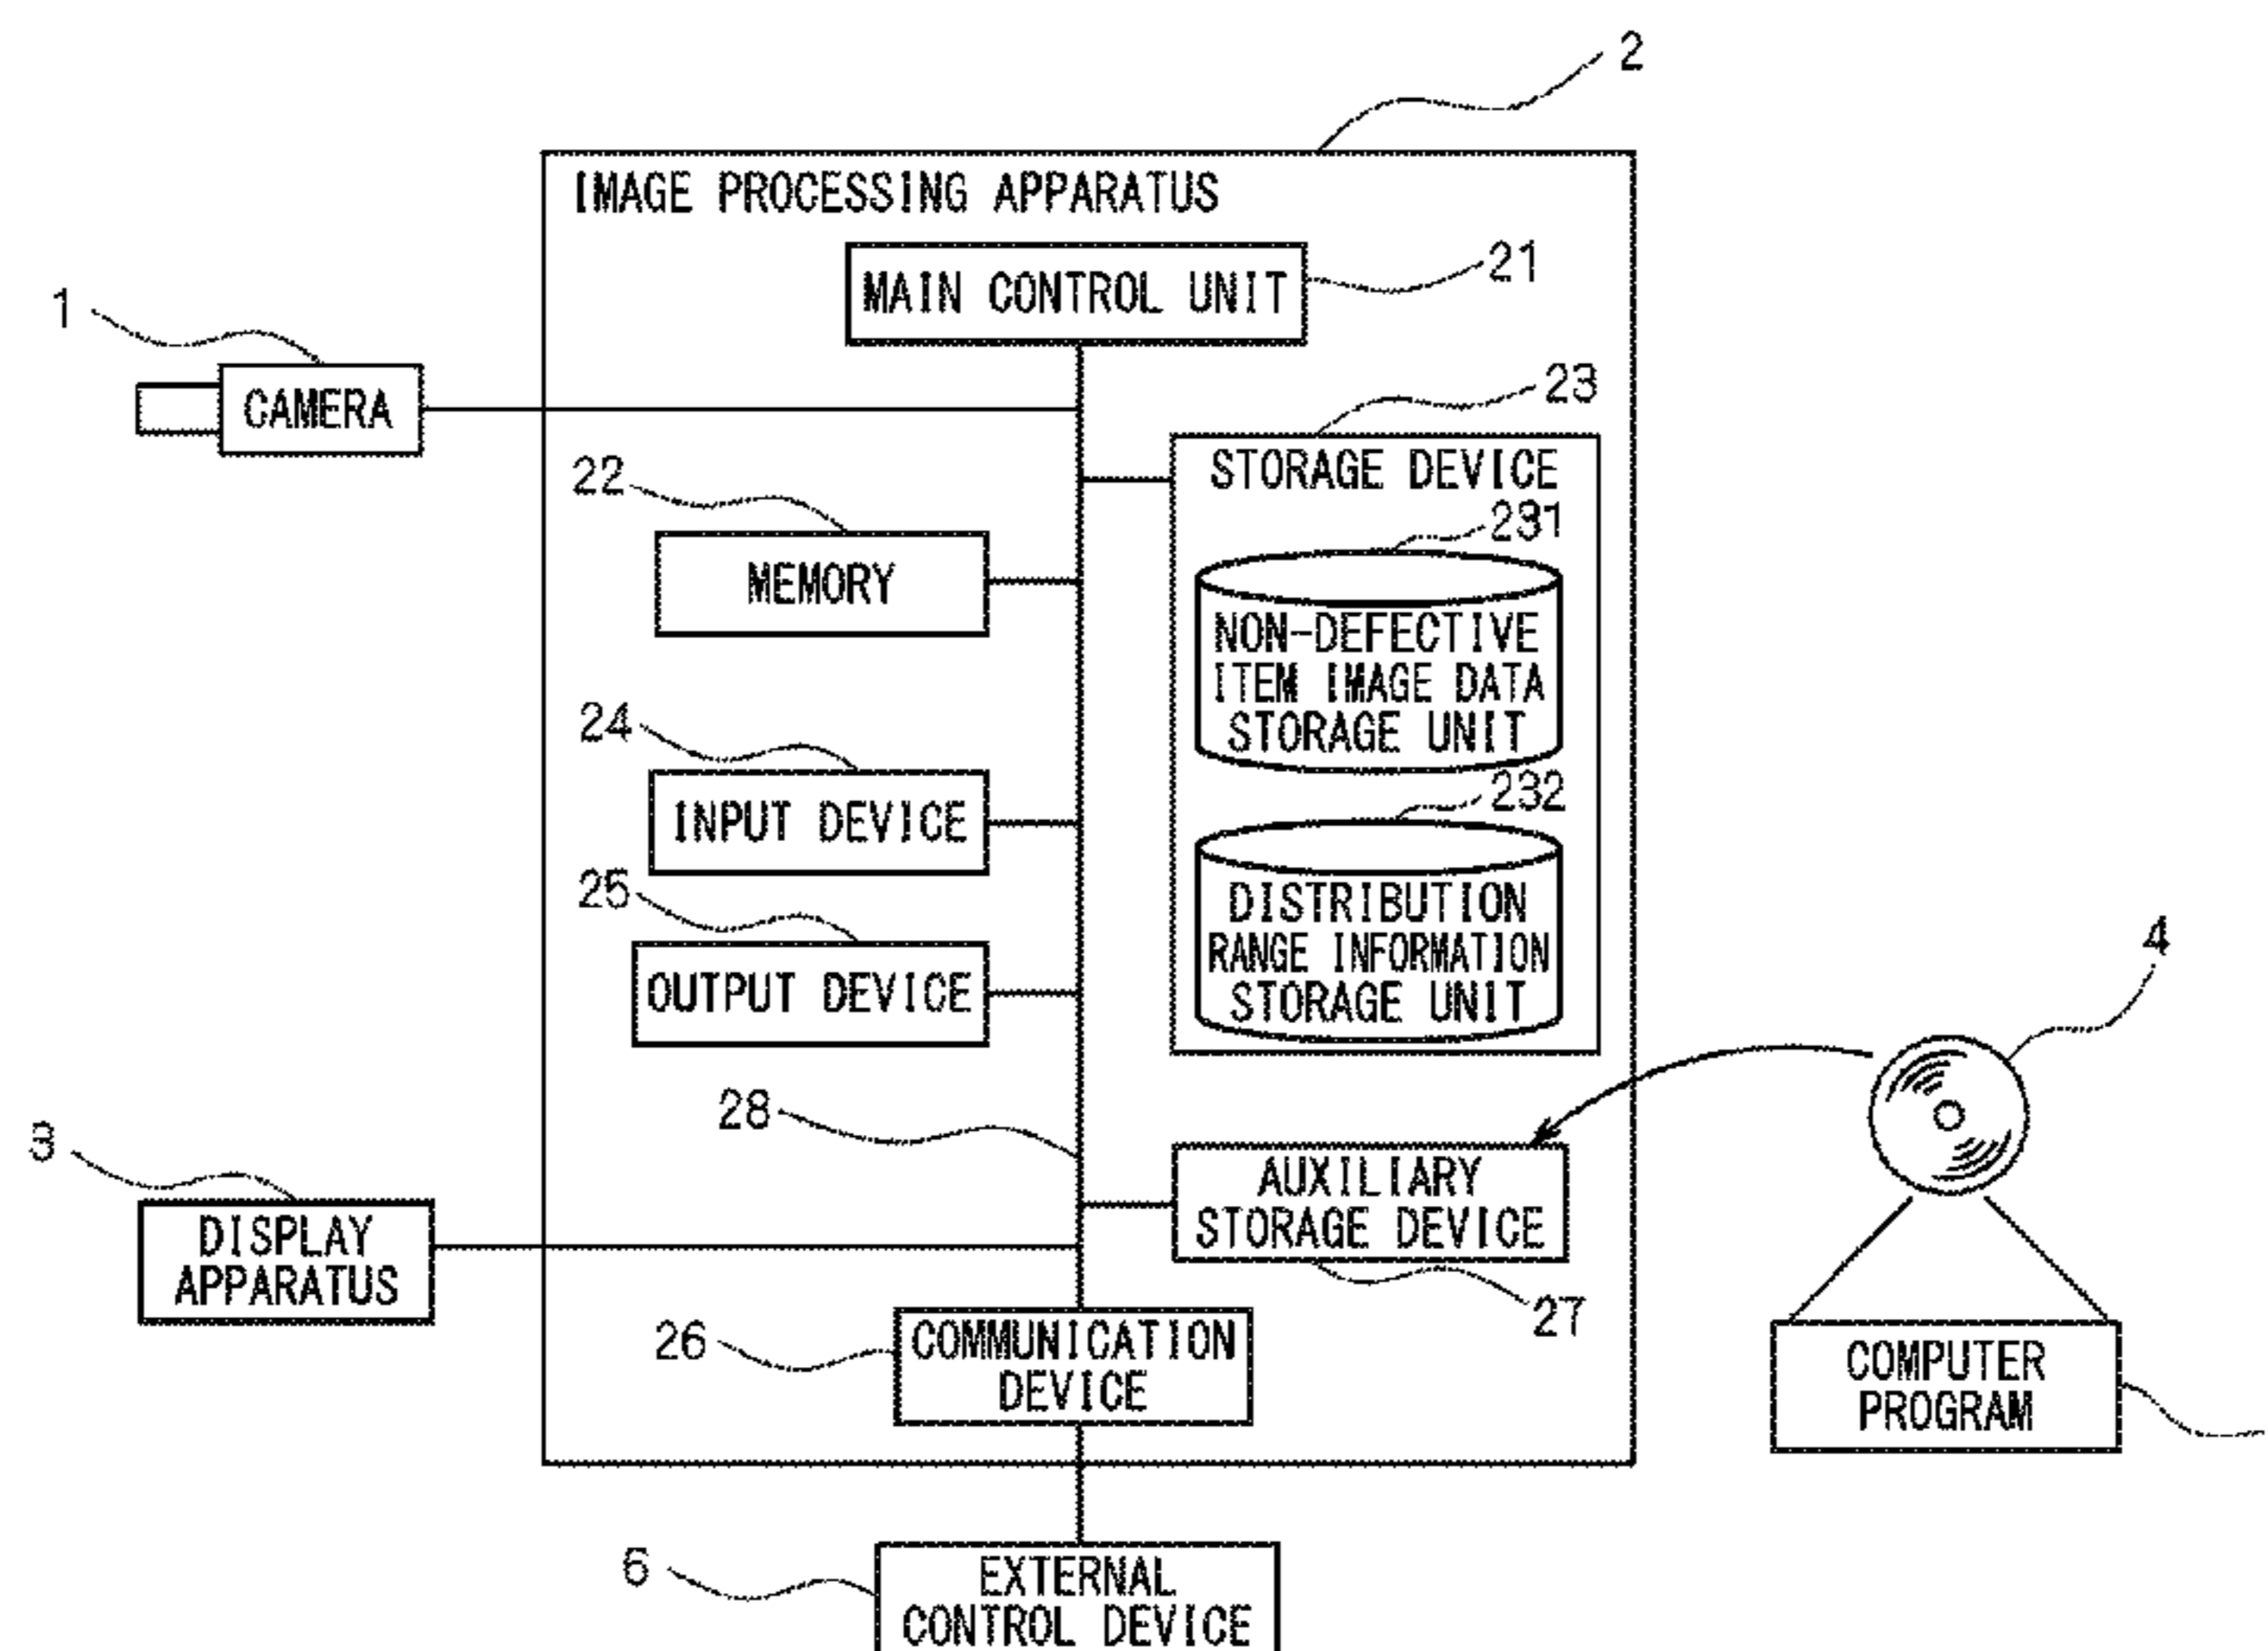 2
IMAGE PROCESSING APPARATUS
MAIN CONTROL UNIT
21
1
CAMERA
23
STORAGE DEVICE
22
MEMORY
231
NON-DEFECTIVE
ITEM IMAGE DATA
STORAGE UNIT
24
INPUT DEVICE
232
DISTRIBUTION
RANGE INFORMATION
STORAGE UNIT
25
OUTPUT DEVICE
4
28
3
DISPLAY
APPARATUS
AUXILIARY
STORAGE DEVICE
27
26
COMMUNICATION
DEVICE
COMPUTER
PROGRAM
6
EXTERNAL
CONTROL DEVICE